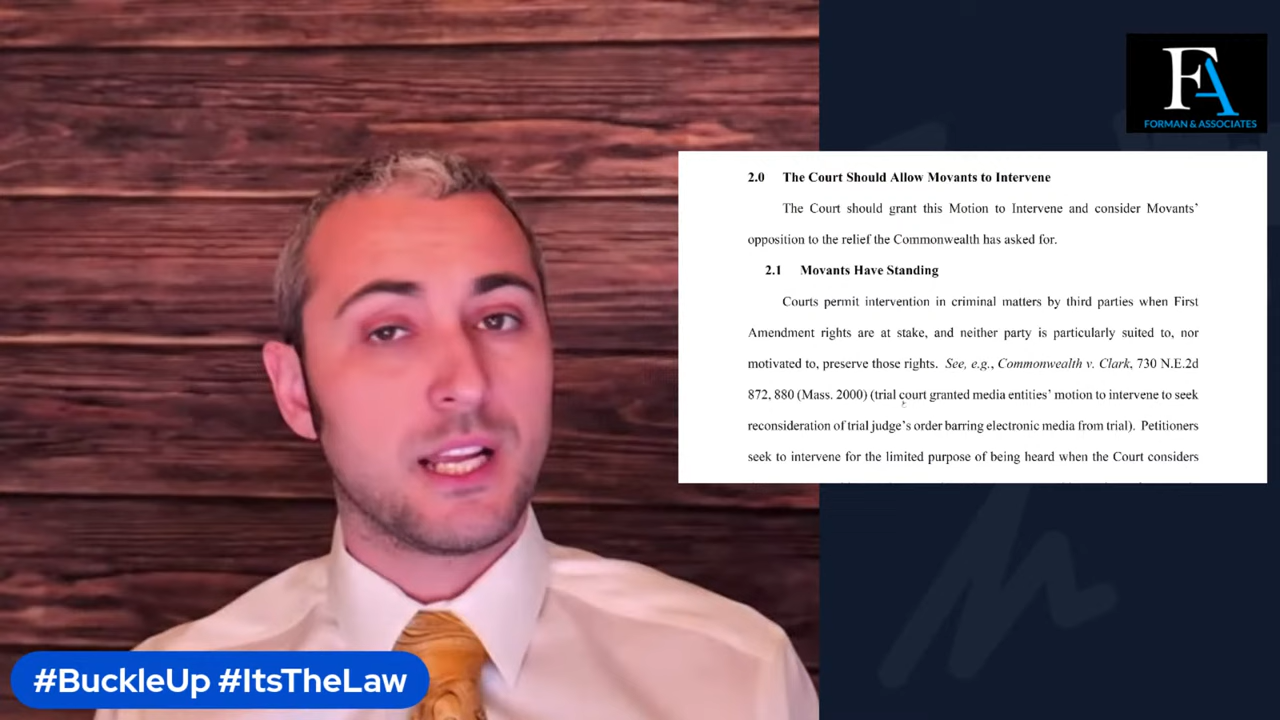 FA
FORMAN & ASSOCIATES
2.0 The Court Should Allow Movants to Intervene
The Court should grant this Motion to Intervene and consider Movants’
opposition to the relief the Commonwealth has asked for.
2.1 Movants Have Standing
Courts permit intervention in criminal matters by third parties when First
Amendment rights are at stake, and neither party is particularly suited to, nor
motivated to, preserve those rights. See, e.g., Commonwealth v. Clark, 730 N.E.2d
872, 880 (Mass. 2000) (trial court granted media entities’ motion to intervene to seek
reconsideration of trial judge’s order barring electronic media from trial). Petitioners
seek to intervene for the limited purpose of being heard when the Court considers
#BuckleUp #ItsTheLaw